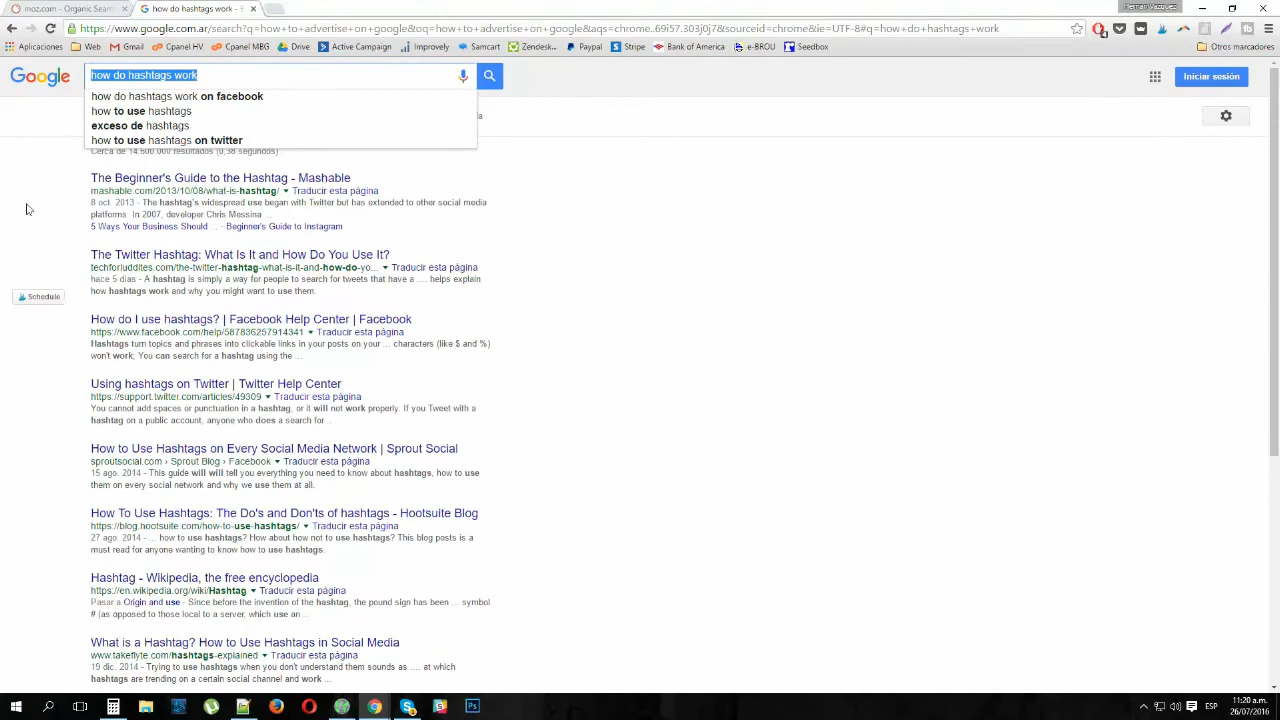 moz.com - Organic Sear
how do hashtags work -
Hernan Vazquez
https://www.google.com.ar/search?q=how+to+advertise+on+google&oq=how+to+advertise+on+google&aqs=chrome..69i57j0j7&sourceid=chrome&ie=UTF-8#q=how+do+hashtags+work
Aplicaciones Web Gmail Cpanel HV Cpanel MBG Drive Active Campaign Improvely Samcart Zendesk... Paypal Stripe Bank of America e-BROU Seedbox Otros marcadores
Google how do hashtags work Iniciar sesión
how do hashtags work on facebook
how to use hashtags
exceso de hashtags
how to use hashtags on twitter
Cerca de 14.600.000 resultados (0,38 segundos)
The Beginner's Guide to the Hashtag - Mashable
mashable.com/2013/10/08/what-is-hashtag/ Traducir esta página
8 oct. 2013 - The hashtag's widespread use began with Twitter but has extended to other social media
platforms. In 2007, developer Chris Messina ...
5 Ways Your Business Should ... · Beginner's Guide to Instagram
The Twitter Hashtag: What Is It and How Do You Use It?
techforluddites.com/the-twitter-hashtag-what-is-it-and-how-do-yo... Traducir esta página
hace 5 días - A hashtag is simply a way for people to search for tweets that have a .... helps explain
how hashtags work and why you might want to use them.
Schedule
How do I use hashtags? | Facebook Help Center | Facebook
https://www.facebook.com/help/587836257914341 Traducir esta página
Hashtags turn topics and phrases into clickable links in your posts on your ... characters (like $ and %)
won't work; You can search for a hashtag using the ...
Using hashtags on Twitter | Twitter Help Center
https://support.twitter.com/articles/49309 Traducir esta página
You cannot add spaces or punctuation in a hashtag, or it will not work properly. If you Tweet with a
hashtag on a public account, anyone who does a search for ...
How to Use Hashtags on Every Social Media Network | Sprout Social
sproutsocial.com › Sprout Blog › Facebook Traducir esta página
15 ago. 2014 - This guide will will tell you everything you need to know about hashtags, how to use
them on every social network and why we use them at all.
How To Use Hashtags: The Do's and Don'ts of hashtags - Hootsuite Blog
https://blog.hootsuite.com/how-to-use-hashtags/ Traducir esta página
27 ago. 2014 - ... how to use hashtags? How about how not to use hashtags? This blog posts is a
must read for anyone wanting to know how to use hashtags.
Hashtag - Wikipedia, the free encyclopedia
https://en.wikipedia.org/wiki/Hashtag Traducir esta página
Pasar a Origin and use - Since before the invention of the hashtag, the pound sign has been ... symbol
# (as opposed to those local to a server, which use an ...
What is a Hashtag? How to Use Hashtags in Social Media
www.takeflyte.com/hashtags-explained Traducir esta página
19 dic. 2014 - Trying to use hashtags when you don't understand them sounds as .... at which
hashtags are trending on a certain social channel and work ...
ESP
11:20 a.m.
26/07/2016